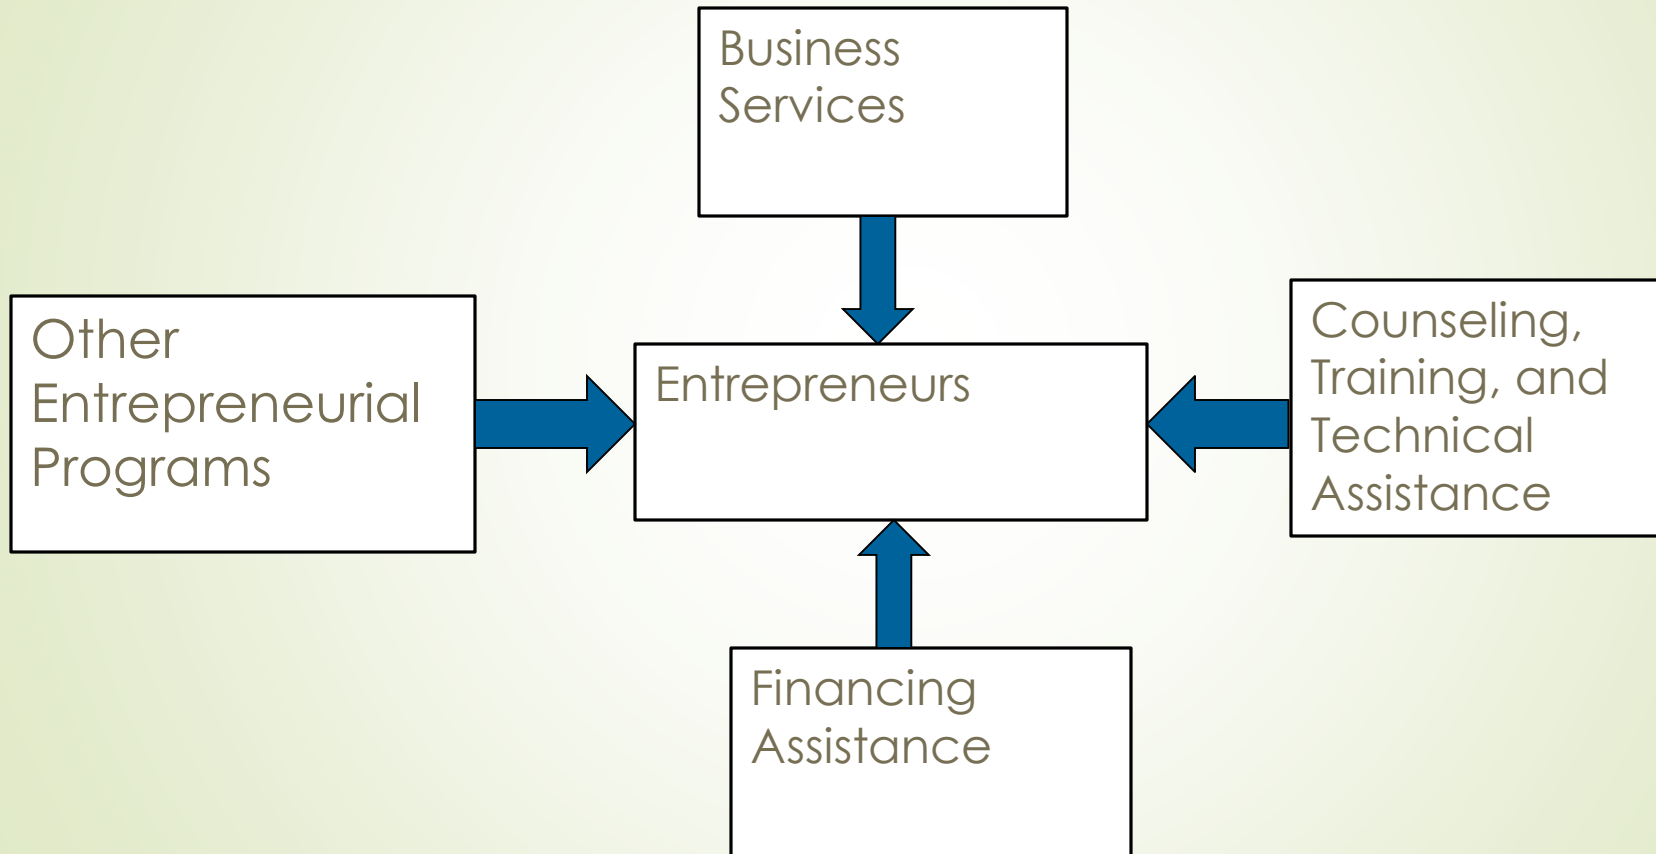 Business
Services
Other
Entrepreneurial
Programs
Entrepreneurs
Counseling,
Training, and
Technical
Assistance
Financing
Assistance